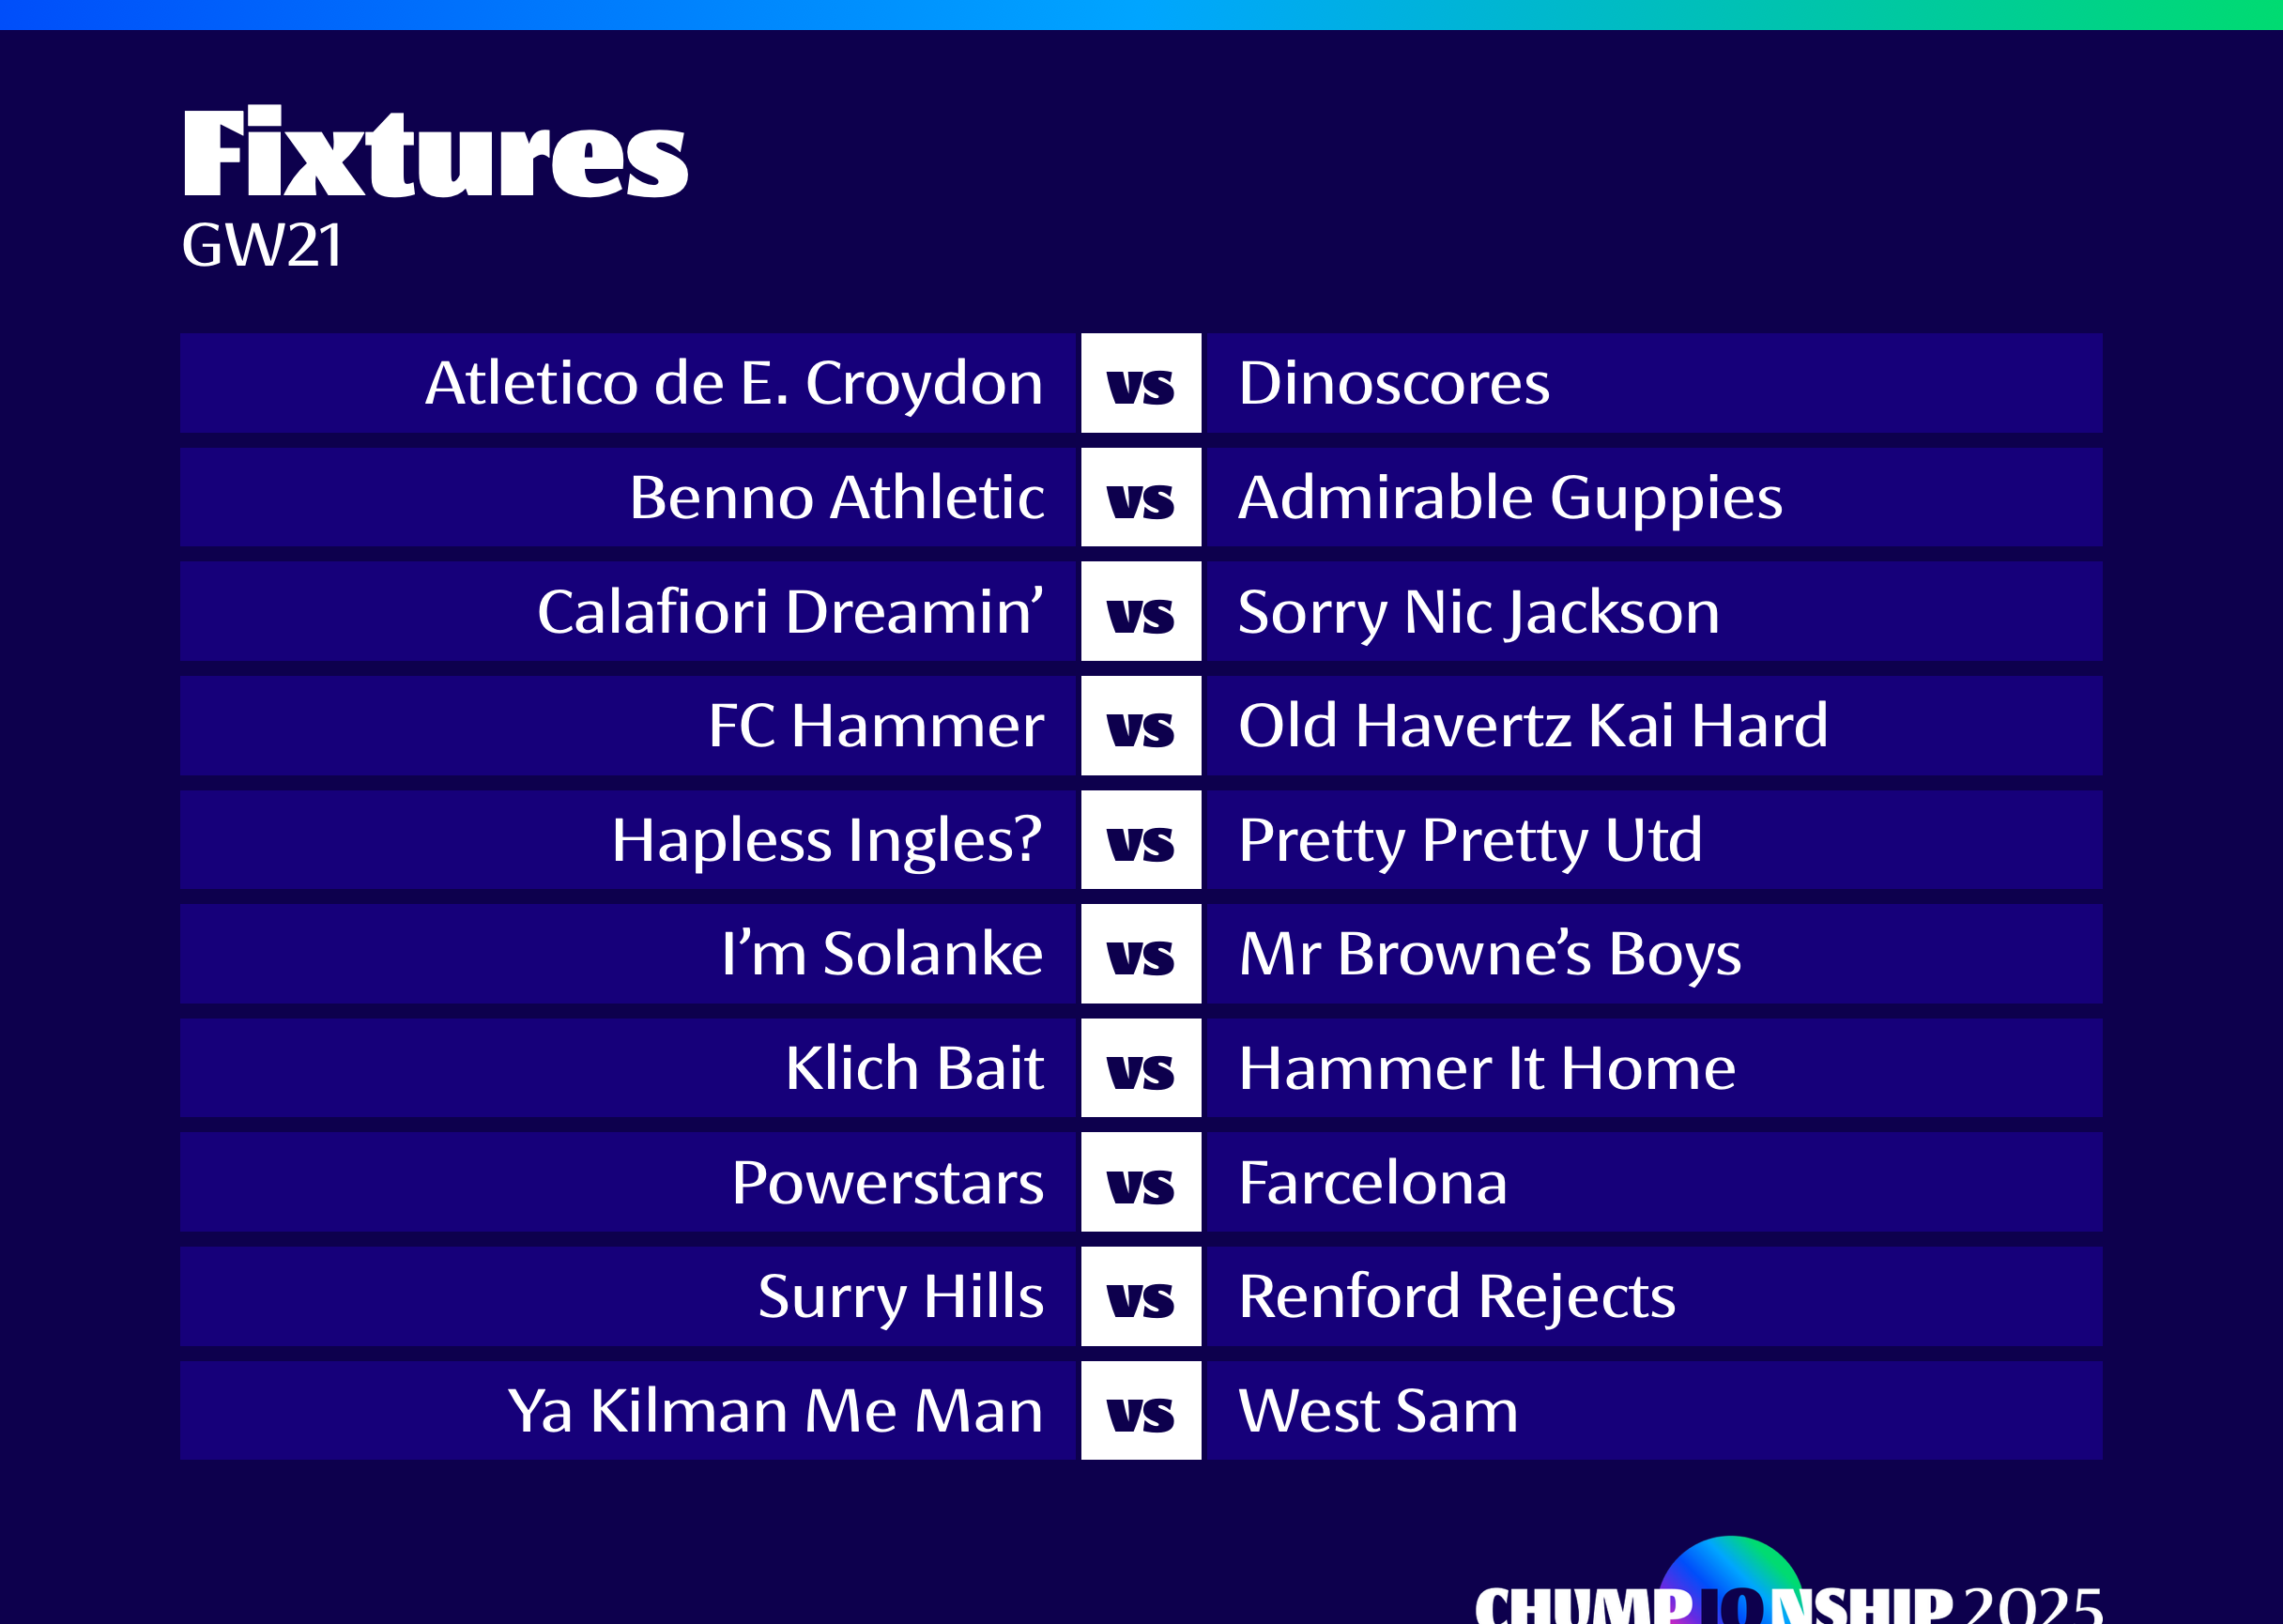 Fixtures
GW21
Atletico de E. Croydon vs Dinoscores
Benno Athletic vs Admirable Guppies
Calafiori Dreamin’ vs Sorry Nic Jackson
FC Hammer vs Old Havertz Kai Hard
Hapless Ingles? vs Pretty Pretty Utd
I’m Solanke vs Mr Browne’s Boys
Klich Bait vs Hammer It Home
Powerstars vs Farcelona
Surry Hills vs Renford Rejects
Ya Kilman Me Man vs West Sam
CHUMPIONSHIP 2025